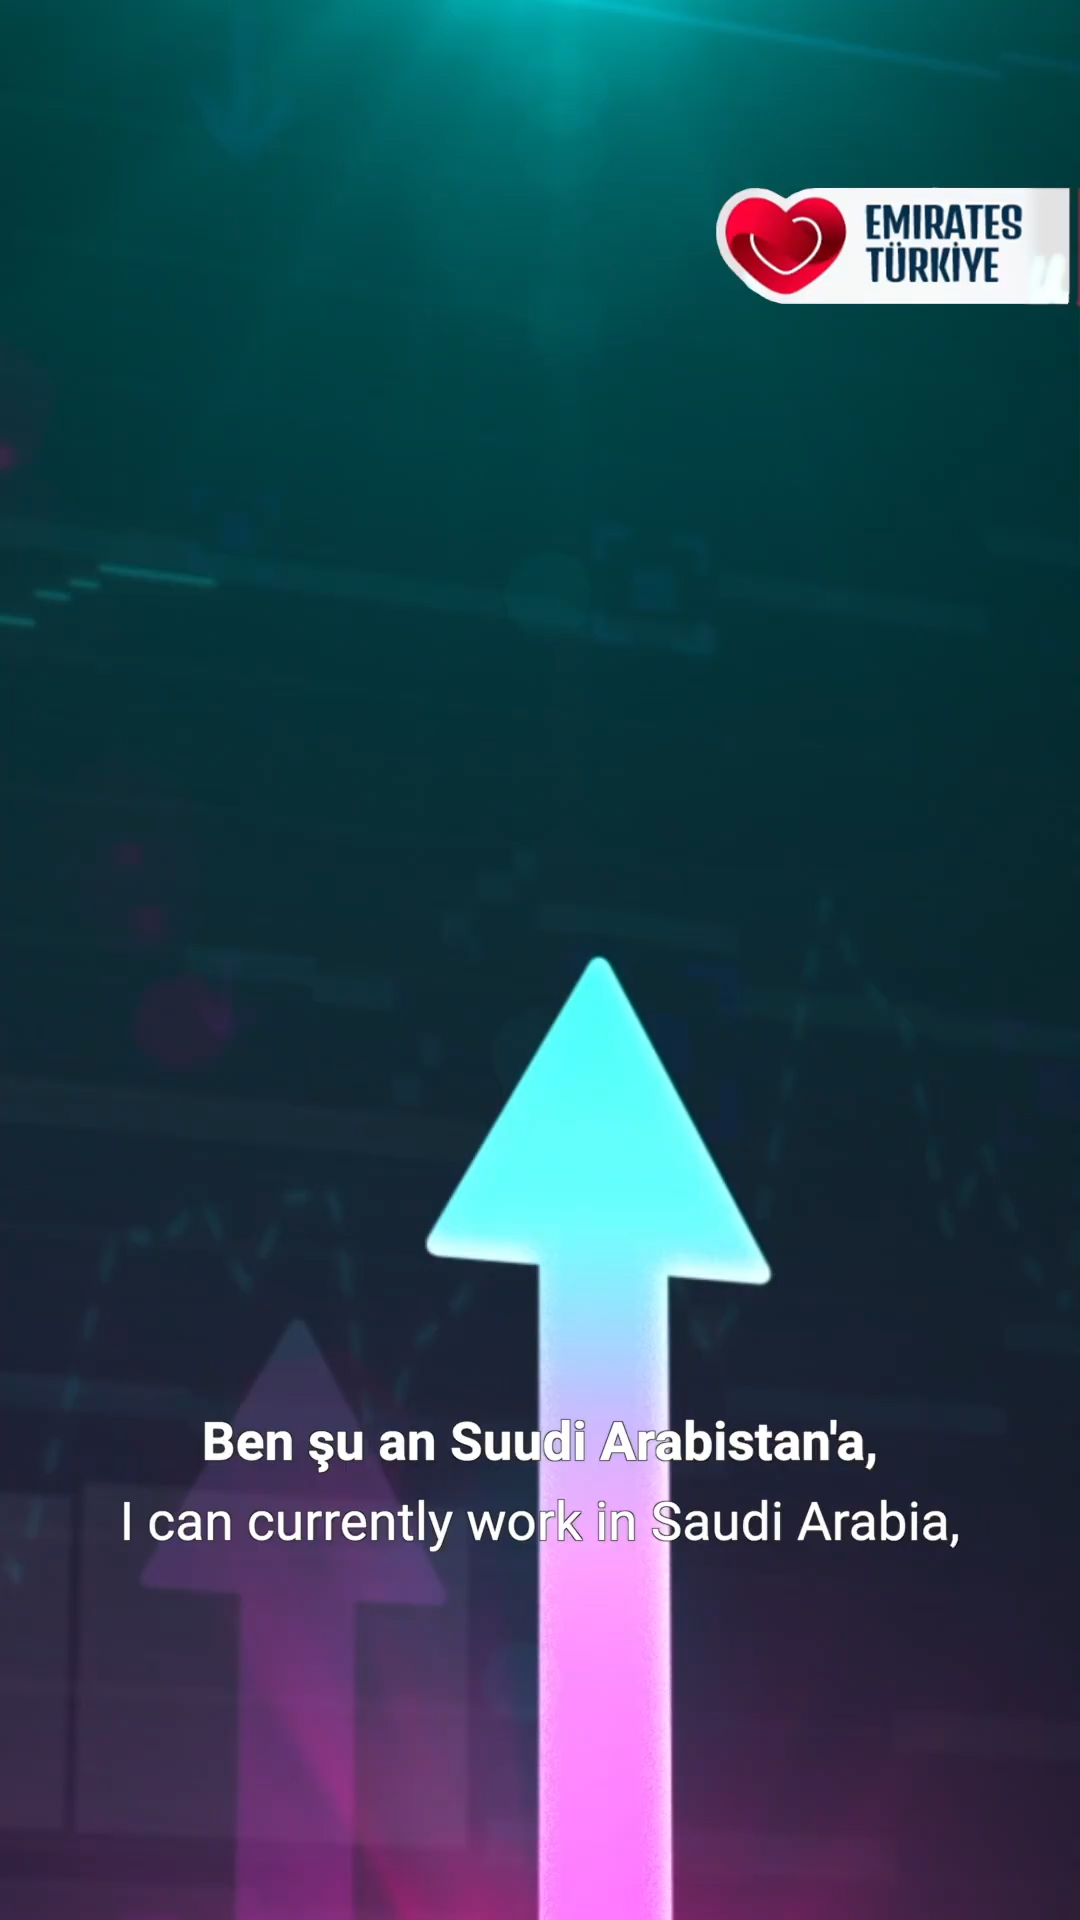 EMIRATES
TÜRKİYE
Ben şu an Suudi Arabistan'a,
I can currently work in Saudi Arabia,